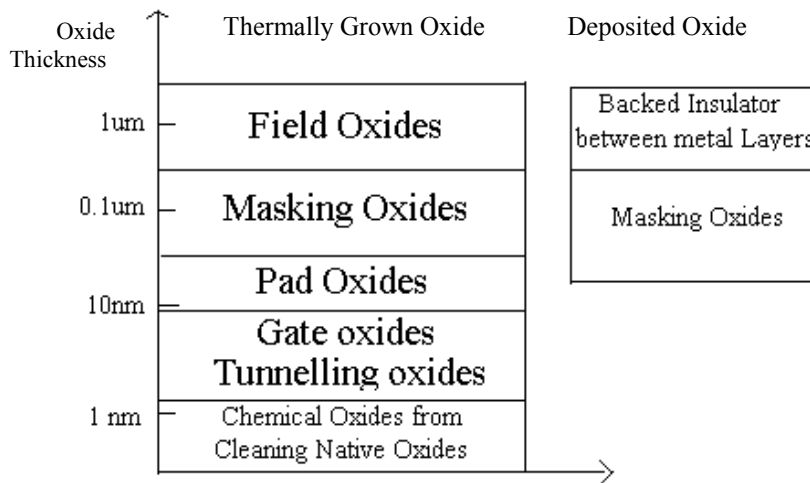 Oxide
Thickness
Thermally Grown Oxide
Deposited Oxide
1um
Field Oxides
Backed Insulator
between metal Layers
0.1um
Masking Oxides
Masking Oxides
Pad Oxides
10nm
Gate oxides
Tunnelling oxides
1 nm
Chemical Oxides from
Cleaning Native Oxides